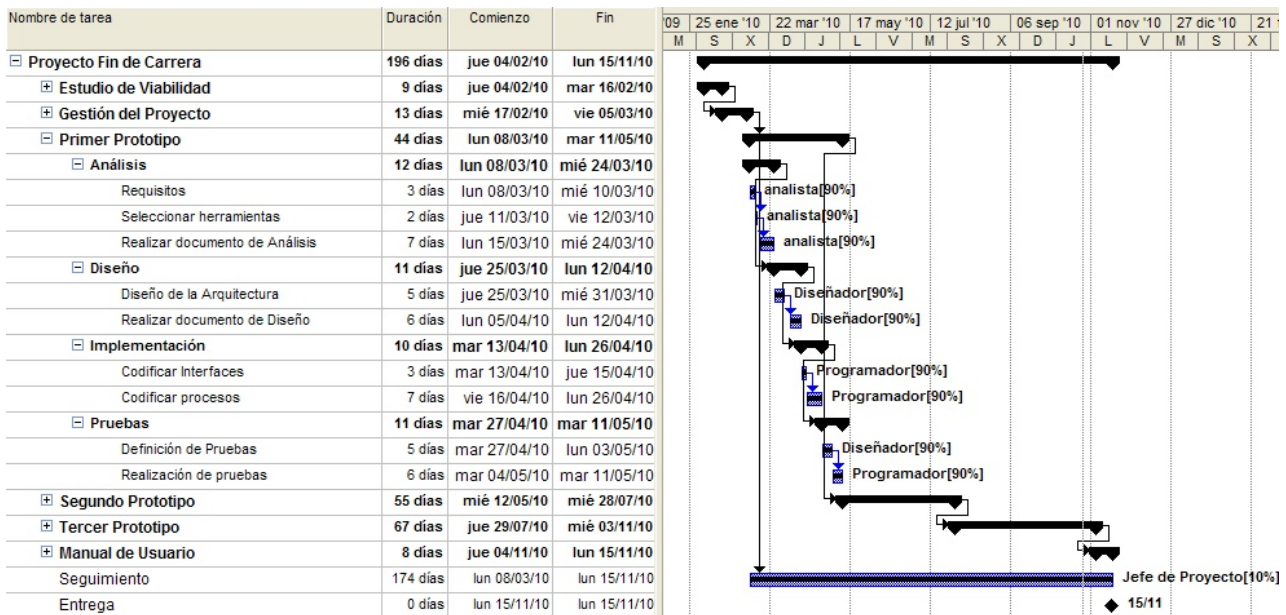 Nombre de tarea Duración Comienzo Fin
'09 25 ene '10 22 mar '10 17 may '10 12 jul '10 06 sep '10 01 nov '10 27 dic '10 21
M S X D J L V M S X D J L V M S X
Proyecto Fin de Carrera 196 días jue 04/02/10 lun 15/11/10
Estudio de Viabilidad 9 días jue 04/02/10 mar 16/02/10
Gestión del Proyecto 13 días mié 17/02/10 vie 05/03/10
Primer Prototipo 44 días lun 08/03/10 mar 11/05/10
Análisis 12 días lun 08/03/10 mié 24/03/10
Requisitos 3 días lun 08/03/10 mié 10/03/10 analista[90%]
Seleccionar herramientas 2 días jue 11/03/10 vie 12/03/10 analista[90%]
Realizar documento de Análisis 7 días lun 15/03/10 mié 24/03/10 analista[90%]
Diseño 11 días jue 25/03/10 lun 12/04/10
Diseño de la Arquitectura 5 días jue 25/03/10 mié 31/03/10 Diseñador[90%]
Realizar documento de Diseño 6 días lun 05/04/10 lun 12/04/10 Diseñador[90%]
Implementación 10 días mar 13/04/10 lun 26/04/10
Codificar Interfaces 3 días mar 13/04/10 jue 15/04/10 Programador[90%]
Codificar procesos 7 días vie 16/04/10 lun 26/04/10 Programador[90%]
Pruebas 11 días mar 27/04/10 mar 11/05/10
Definición de Pruebas 5 días mar 27/04/10 lun 03/05/10 Diseñador[90%]
Realización de pruebas 6 días mar 04/05/10 mar 11/05/10 Programador[90%]
Segundo Prototipo 55 días mié 12/05/10 mié 28/07/10
Tercer Prototipo 67 días jue 29/07/10 mié 03/11/10
Manual de Usuario 8 días jue 04/11/10 lun 15/11/10
Seguimiento 174 días lun 08/03/10 lun 15/11/10 Jefe de Proyecto[10%]
Entrega 0 días lun 15/11/10 lun 15/11/10 15/11